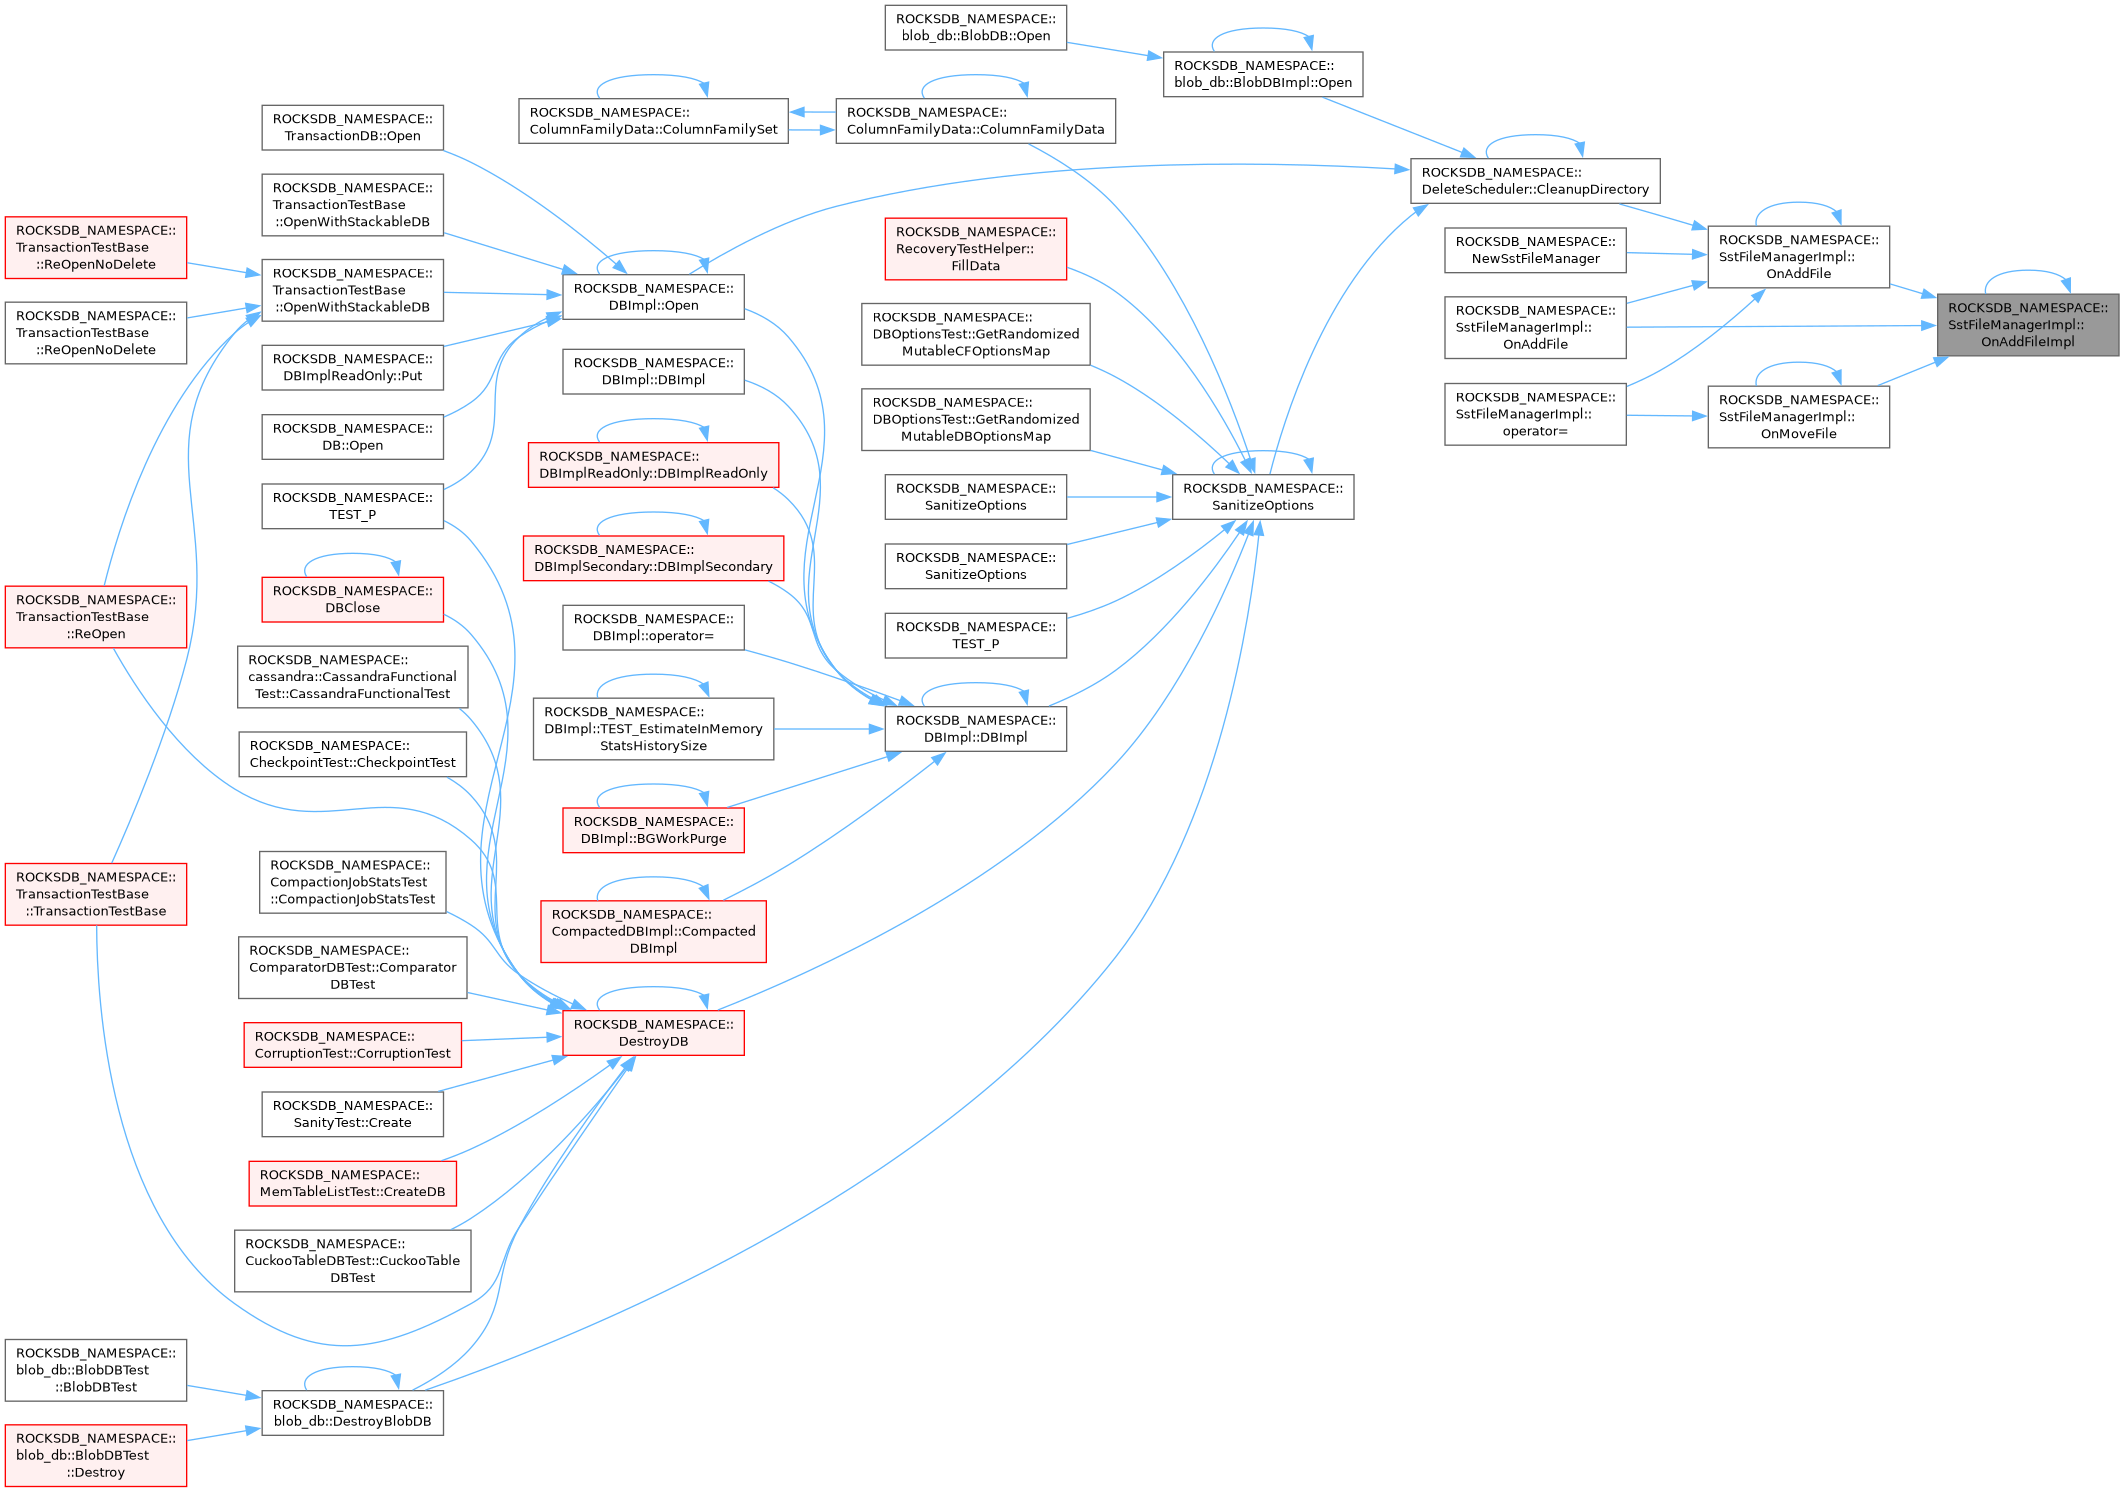 ROCKSDB_NAMESPACE::
blob_db::BlobDB::Open
ROCKSDB_NAMESPACE::
blob_db::BlobDBImpl::Open
ROCKSDB_NAMESPACE::
ColumnFamilyData::ColumnFamilySet
ROCKSDB_NAMESPACE::
ColumnFamilyData::ColumnFamilyData
ROCKSDB_NAMESPACE::
TransactionDB::Open
ROCKSDB_NAMESPACE::
DeleteScheduler::CleanupDirectory
ROCKSDB_NAMESPACE::
TransactionTestBase
::OpenWithStackableDB
ROCKSDB_NAMESPACE::
TransactionTestBase
::ReOpenNoDelete
ROCKSDB_NAMESPACE::
RecoveryTestHelper::
FillData
ROCKSDB_NAMESPACE::
NewSstFileManager
ROCKSDB_NAMESPACE::
SstFileManagerImpl::
OnAddFile
ROCKSDB_NAMESPACE::
TransactionTestBase
::OpenWithStackableDB
ROCKSDB_NAMESPACE::
DBImpl::Open
ROCKSDB_NAMESPACE::
TransactionTestBase
::ReOpenNoDelete
ROCKSDB_NAMESPACE::
DBOptionsTest::GetRandomized
MutableCFOptionsMap
ROCKSDB_NAMESPACE::
SstFileManagerImpl::
OnAddFile
ROCKSDB_NAMESPACE::
SstFileManagerImpl::
OnAddFileImpl
ROCKSDB_NAMESPACE::
DBImplReadOnly::Put
ROCKSDB_NAMESPACE::
DBImpl::DBImpl
ROCKSDB_NAMESPACE::
DBOptionsTest::GetRandomized
MutableDBOptionsMap
ROCKSDB_NAMESPACE::
SstFileManagerImpl::
operator=
ROCKSDB_NAMESPACE::
SstFileManagerImpl::
OnMoveFile
ROCKSDB_NAMESPACE::
DB::Open
ROCKSDB_NAMESPACE::
DBImplReadOnly::DBImplReadOnly
ROCKSDB_NAMESPACE::
TEST_P
ROCKSDB_NAMESPACE::
SanitizeOptions
ROCKSDB_NAMESPACE::
SanitizeOptions
ROCKSDB_NAMESPACE::
DBImplSecondary::DBImplSecondary
ROCKSDB_NAMESPACE::
SanitizeOptions
ROCKSDB_NAMESPACE::
DBClose
ROCKSDB_NAMESPACE::
TransactionTestBase
::ReOpen
ROCKSDB_NAMESPACE::
DBImpl::operator=
ROCKSDB_NAMESPACE::
TEST_P
ROCKSDB_NAMESPACE::
cassandra::CassandraFunctional
Test::CassandraFunctionalTest
ROCKSDB_NAMESPACE::
DBImpl::TEST_EstimateInMemory
StatsHistorySize
ROCKSDB_NAMESPACE::
DBImpl::DBImpl
ROCKSDB_NAMESPACE::
CheckpointTest::CheckpointTest
ROCKSDB_NAMESPACE::
DBImpl::BGWorkPurge
ROCKSDB_NAMESPACE::
CompactionJobStatsTest
::CompactionJobStatsTest
ROCKSDB_NAMESPACE::
TransactionTestBase
::TransactionTestBase
ROCKSDB_NAMESPACE::
CompactedDBImpl::Compacted
DBImpl
ROCKSDB_NAMESPACE::
ComparatorDBTest::Comparator
DBTest
ROCKSDB_NAMESPACE::
DestroyDB
ROCKSDB_NAMESPACE::
CorruptionTest::CorruptionTest
ROCKSDB_NAMESPACE::
SanityTest::Create
ROCKSDB_NAMESPACE::
MemTableListTest::CreateDB
ROCKSDB_NAMESPACE::
CuckooTableDBTest::CuckooTable
DBTest
ROCKSDB_NAMESPACE::
blob_db::BlobDBTest
::BlobDBTest
ROCKSDB_NAMESPACE::
blob_db::DestroyBlobDB
ROCKSDB_NAMESPACE::
blob_db::BlobDBTest
::Destroy